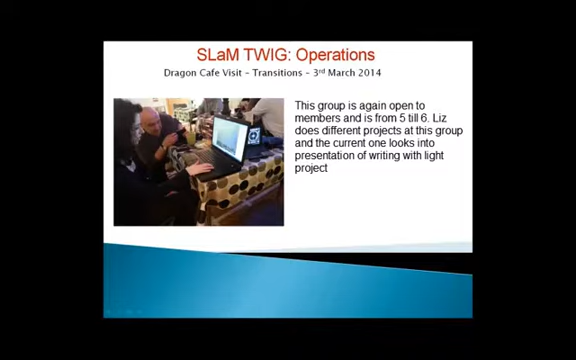 SLaM TWIG: Operations
Dragon Cafe Visit – Transitions – 3rd March 2014
This group is again open to
members and is from 5 till 6. Liz
does different projects at this group
and the current one looks into
presentation of writing with light
project